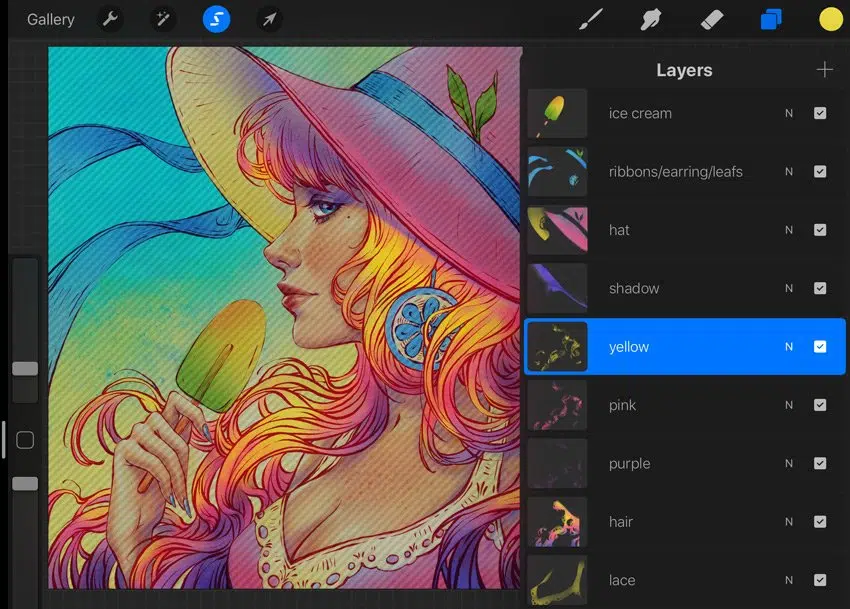 Gallery
Layers
ice cream N
ribbons/earring/leafs N
hat N
shadow N
yellow N
pink N
purple N
hair N
lace N